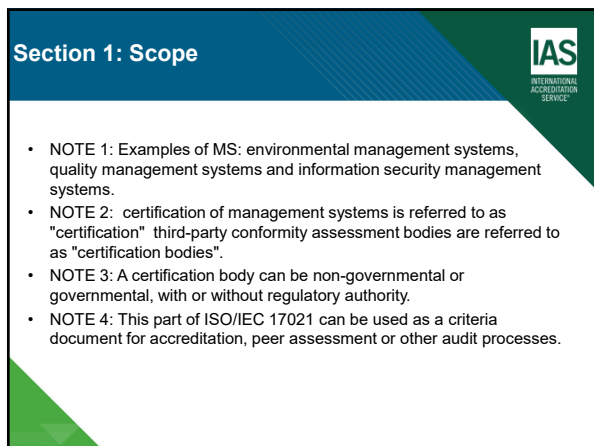 Section 1: Scope
IAS
INTERNATIONAL
ACCREDITATION
SERVICE®
• NOTE 1: Examples of MS: environmental management systems,
quality management systems and information security management
systems.
• NOTE 2:  certification of management systems is referred to as
"certification"  third-party conformity assessment bodies are referred to
as "certification bodies".
• NOTE 3: A certification body can be non-governmental or
governmental, with or without regulatory authority.
• NOTE 4: This part of ISO/IEC 17021 can be used as a criteria
document for accreditation, peer assessment or other audit processes.